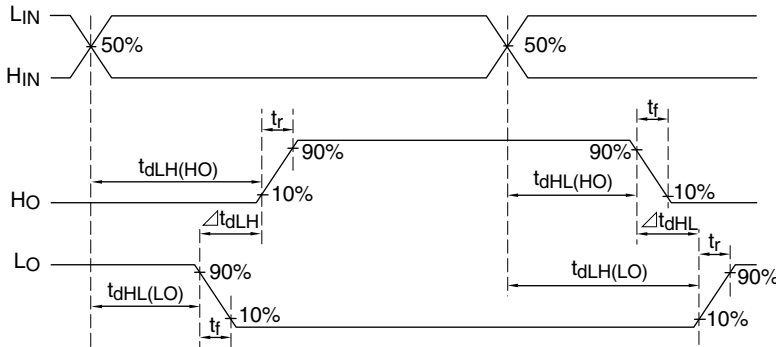 LIN
50%
50%
HIN
tr
tf
90%
90%
tdLH(HO)
tdHL(HO)
10%
10%
HO
⊿tdLH
⊿tdHL
tr
LO
90%
tdLH(LO)
90%
tdHL(LO)
10%
10%
tf